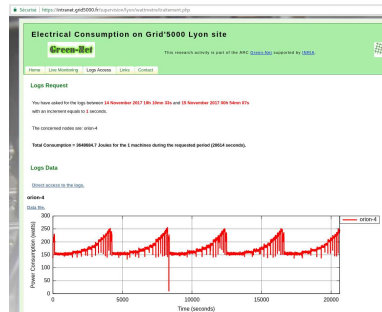 Sécurisé | https://intranet.grid5000.fr/supervision/lyon/wattmetre/traitement.php
Electrical Consumption on Grid'5000 Lyon site
Green-Net
This research activity is part of the ARC Green-Net supported by INRIA.
Home Live Monitoring Logs Access Links Contact
Logs Request
You have asked for the logs between 14 November 2017 19h 10mn 33s and 15 November 2017 00h 54mn 07s
with an increment equals to 1 seconds.
The concerned nodes are: orion-4
Total Consumption = 3648684.7 Joules for the 1 machines during the requested period (20614 seconds).
Logs Data
Direct access to the logs.
orion-4
Data file.
orion-4
Power Consumption (watts)
300
250
200
150
100
50
0
0 5000 10000 15000 20000
Time (seconds)